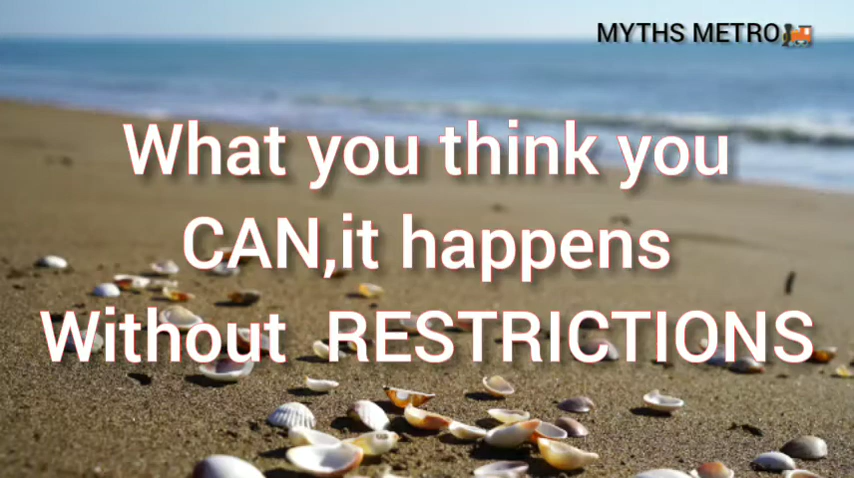 MYTHS METRO🚂
What you think you
CAN,it happens
Without RESTRICTIONS